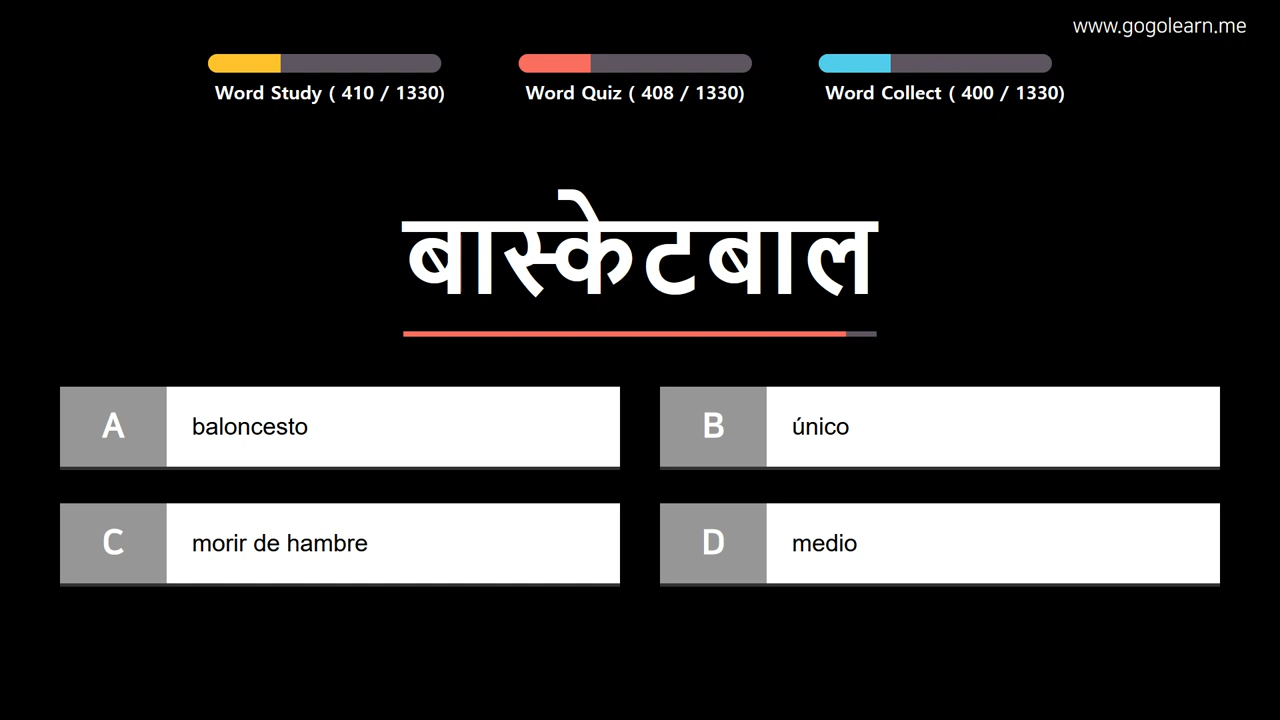 www.gogolearn.me
Word Study ( 410 / 1330)
Word Quiz ( 408 / 1330)
Word Collect ( 400 / 1330)
बास्केटबाल
A baloncesto
B único
C morir de hambre
D medio